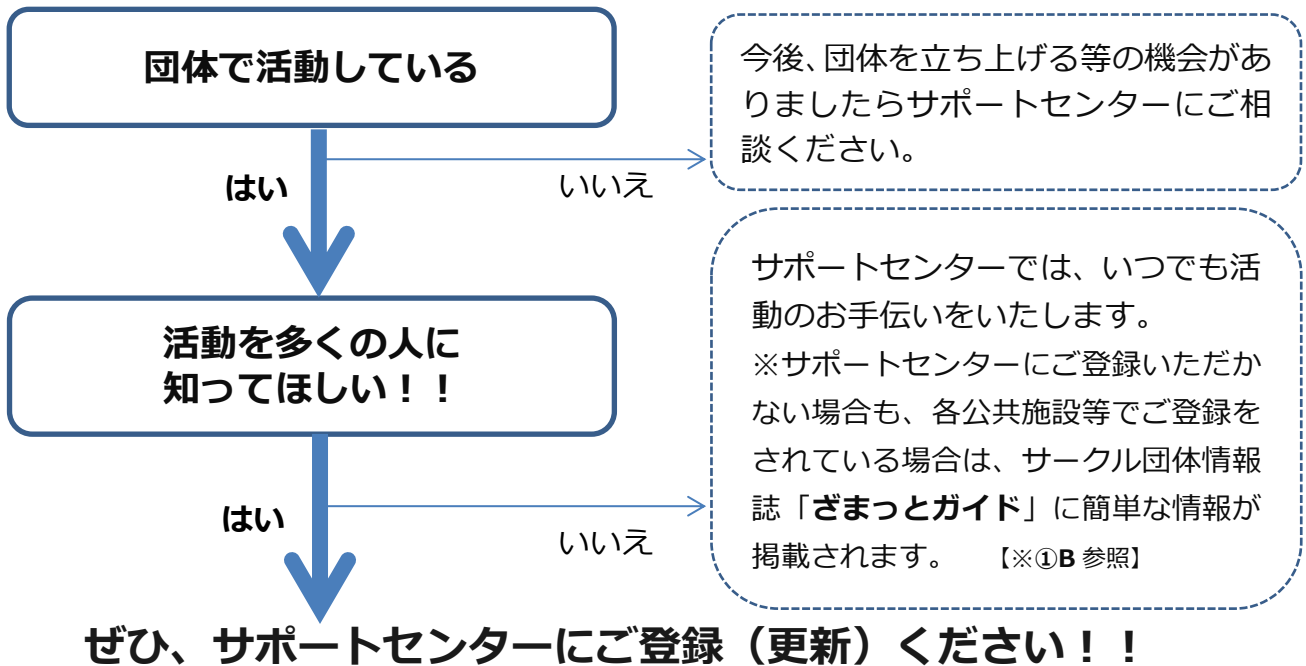 団体で活動している
今後、団体を立ち上げる等の機会があ
りましたらサポートセンターにご相
談ください。
はい
いいえ
活動を多くの人に
知ってほしい！！
サポートセンターでは、いつでも活
動のお手伝いをいたします。
※サポートセンターにご登録いただか
ない場合も、各公共施設等でご登録を
されている場合は、サークル団体情報
誌「ざまっとガイド」に簡単な情報が
掲載されます。 【※①B 参照】
はい
いいえ
ぜひ、サポートセンターにご登録（更新）ください！！